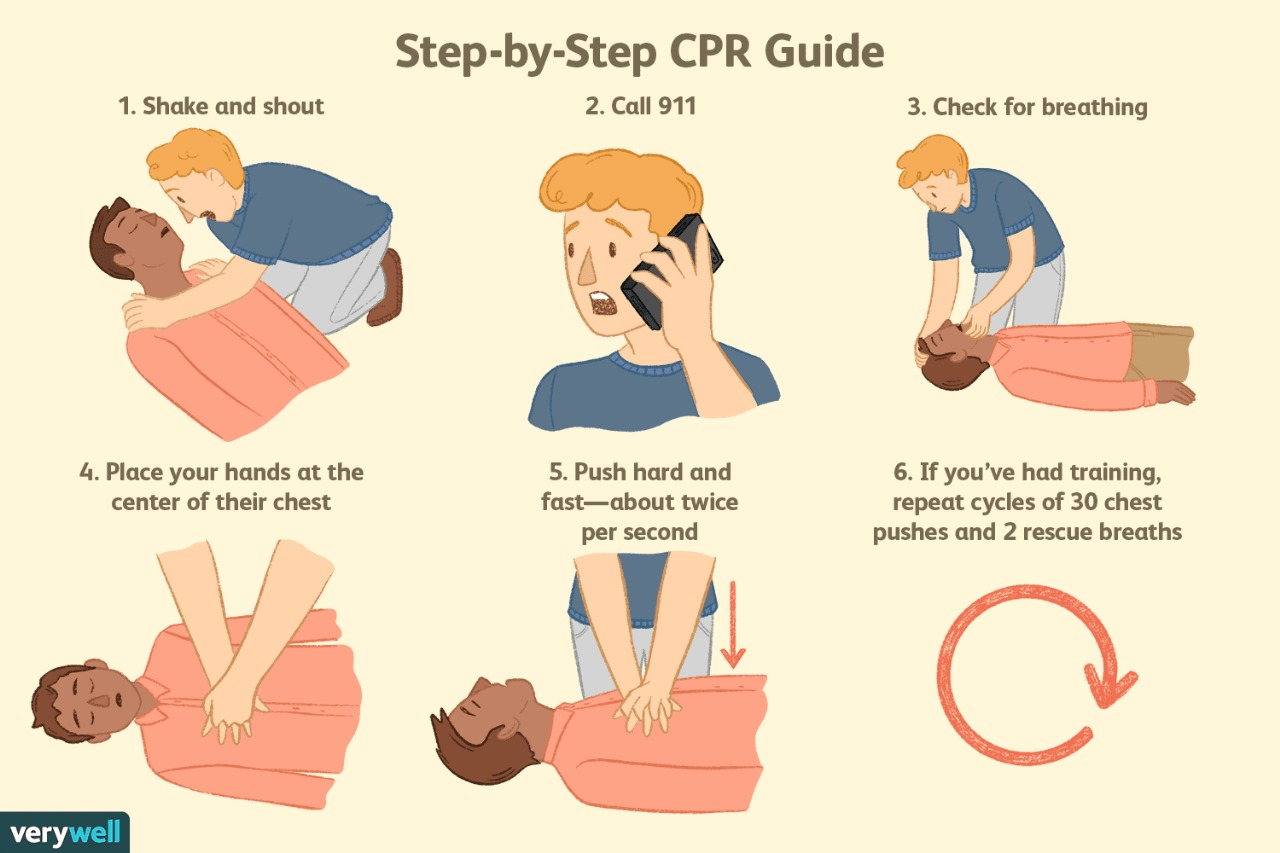 Step-by-Step CPR Guide
1. Shake and shout
2. Call 911
3. Check for breathing
4. Place your hands at the
center of their chest
5. Push hard and
fast—about twice
per second
6. If you’ve had training,
repeat cycles of 30 chest
pushes and 2 rescue breaths
verywell